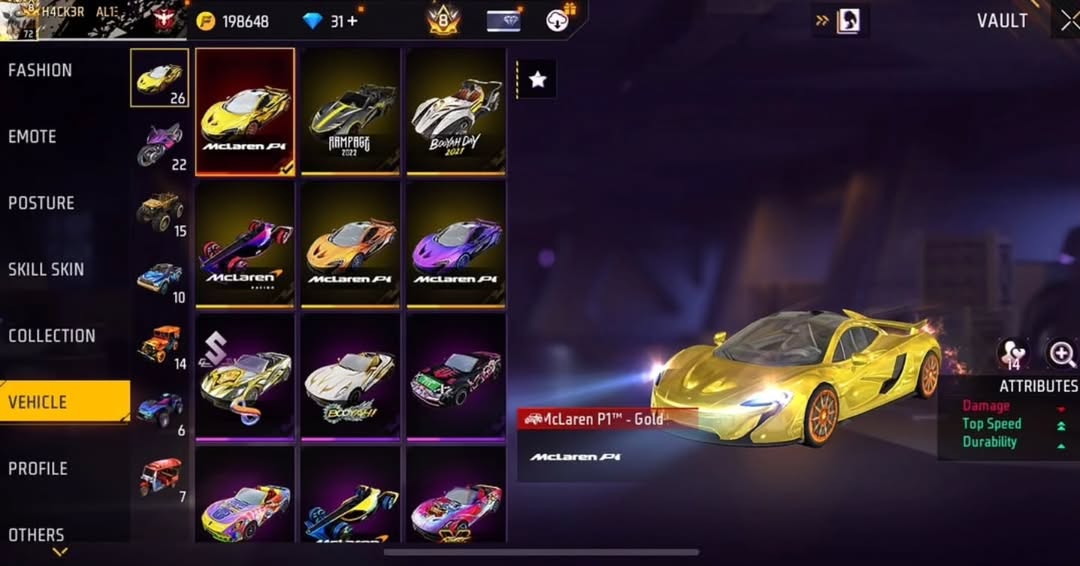 H4CK3R
72
198648
31+
8
VAULT
FASHION
EMOTE
POSTURE
SKILL SKIN
COLLECTION
VEHICLE
PROFILE
OTHERS
26
22
15
10
14
6
7
McLaren P1
RAMPAGE
2022
BOOYAH DAY
2021
McLaren
RACING
McLaren P1
McLaren P1
BOOYAH!
McLaren
McLaren P1™ - Gold
McLaren P1
14
ATTRIBUTES
Damage
Top Speed
Durability